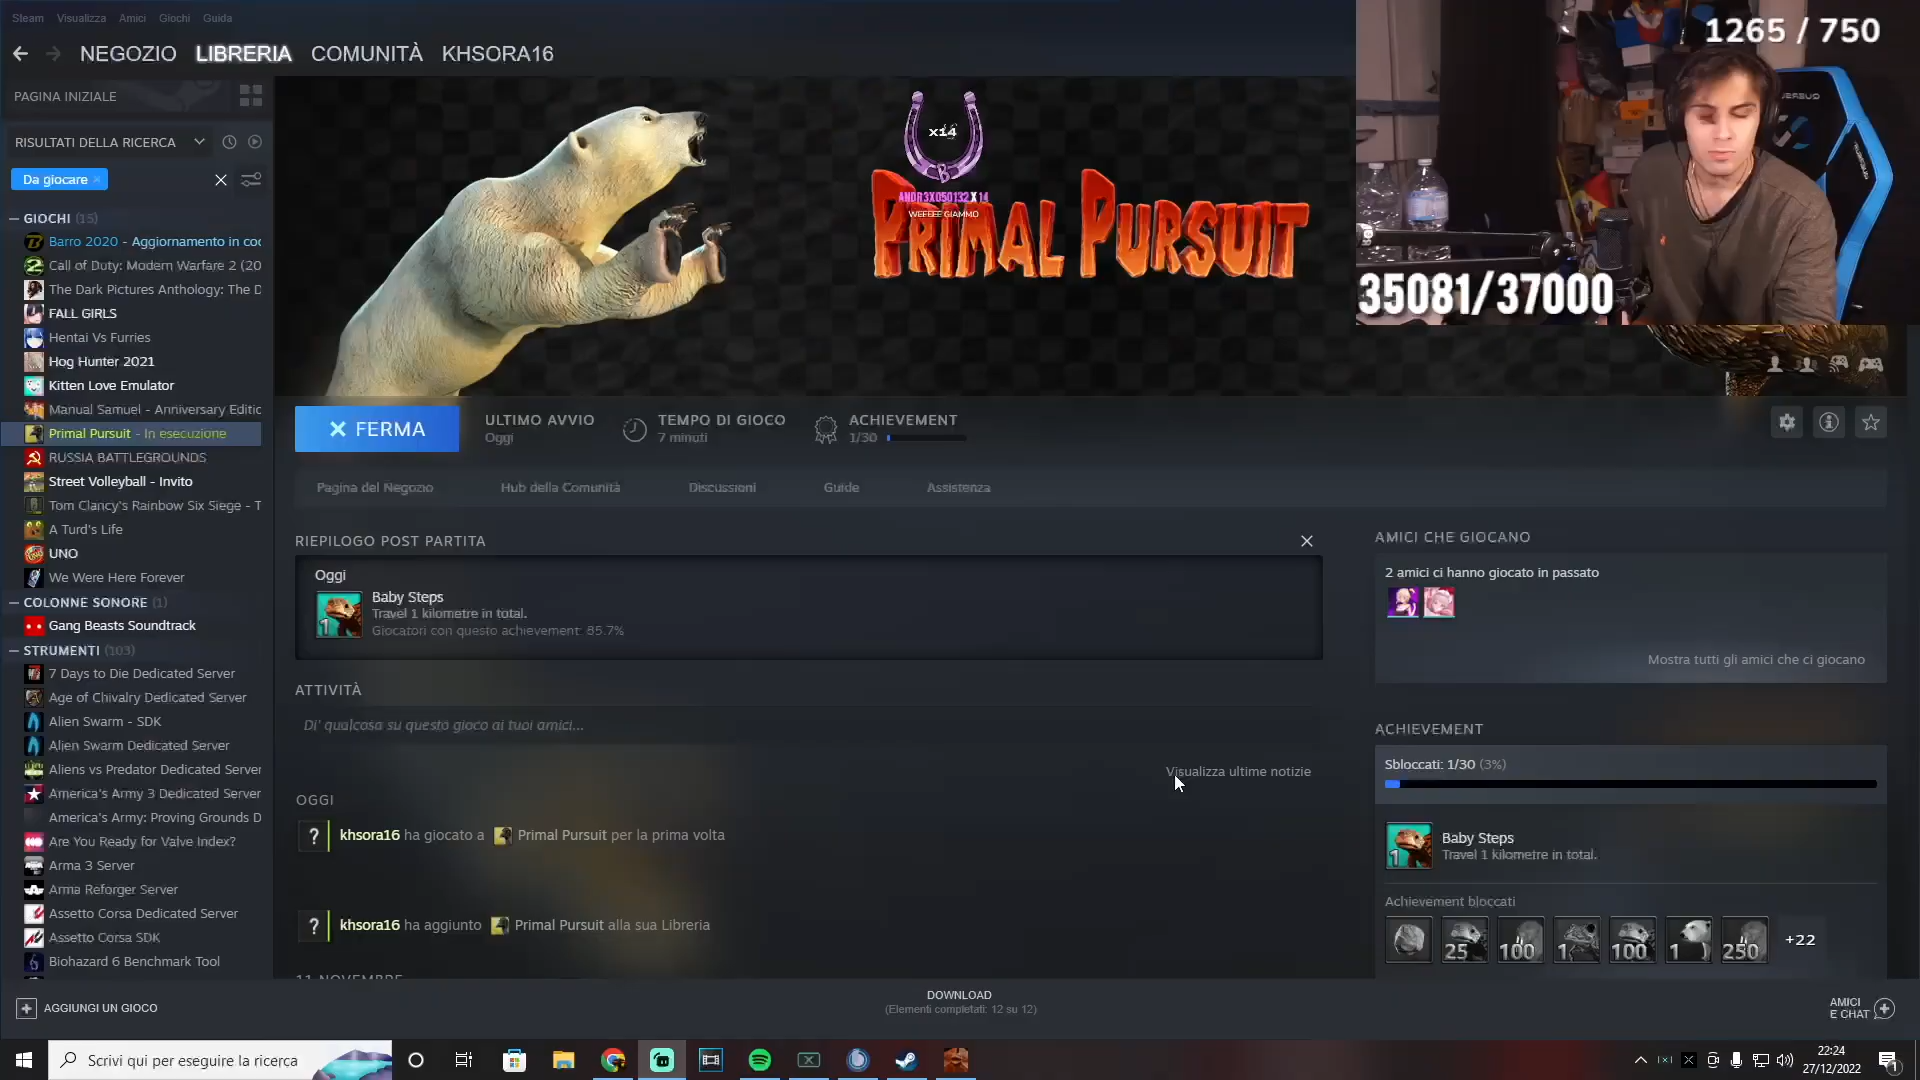 Steam Visualizza Amici Giochi Guida
NEGOZIO LIBRERIA COMUNITÀ KHSORA16
1265 / 750
35081/37000
PAGINA INIZIALE
RISULTATI DELLA RICERCA
Da giocare
GIOCHI (15)
Barro 2020 - Aggiornamento in coc
Call of Duty: Modern Warfare 2 (20
The Dark Pictures Anthology: The D
FALL GIRLS
Hentai Vs Furries
Hog Hunter 2021
Kitten Love Emulator
Manual Samuel - Anniversary Editic
Primal Pursuit - In esecuzione
RUSSIA BATTLEGROUNDS
Street Volleyball - Invito
Tom Clancy's Rainbow Six Siege - T
A Turd's Life
UNO
We Were Here Forever
COLONNE SONORE (1)
Gang Beasts Soundtrack
STRUMENTI (103)
7 Days to Die Dedicated Server
Age of Chivalry Dedicated Server
Alien Swarm - SDK
Alien Swarm Dedicated Server
Aliens vs Predator Dedicated Server
America's Army 3 Dedicated Server
America's Army: Proving Grounds D
Are You Ready for Valve Index?
Arma 3 Server
Arma Reforger Server
Assetto Corsa Dedicated Server
Assetto Corsa SDK
Biohazard 6 Benchmark Tool
x14
B
ANDR3X050132 X 14
WEEEEE GIAMMO
PRIMAL PURSUIT
FERMA
ULTIMO AVVIO
Oggi
TEMPO DI GIOCO
7 minuti
ACHIEVEMENT
1/30
Pagina del Negozio Hub della Comunità Discussioni Guide Assistenza
RIEPILOGO POST PARTITA
Oggi
1
Baby Steps
Travel 1 kilometre in total.
Giocatori con questo achievement: 85.7%
ATTIVITÀ
Di' qualcosa su questo gioco ai tuoi amici...
Visualizza ultime notizie
OGGI
? khsora16 ha giocato a Primal Pursuit per la prima volta
? khsora16 ha aggiunto Primal Pursuit alla sua Libreria
11 NOVEMBRE
AMICI CHE GIOCANO
2 amici ci hanno giocato in passato
Mostra tutti gli amici che ci giocano
ACHIEVEMENT
Sbloccati: 1/30 (3%)
1
Baby Steps
Travel 1 kilometre in total.
Achievement bloccati
25 100 1 100 1 250 +22
AGGIUNGI UN GIOCO
DOWNLOAD
(Elementi completati: 12 su 12)
AMICI
E CHAT
Scrivi qui per eseguire la ricerca
22:24
27/12/2022
1